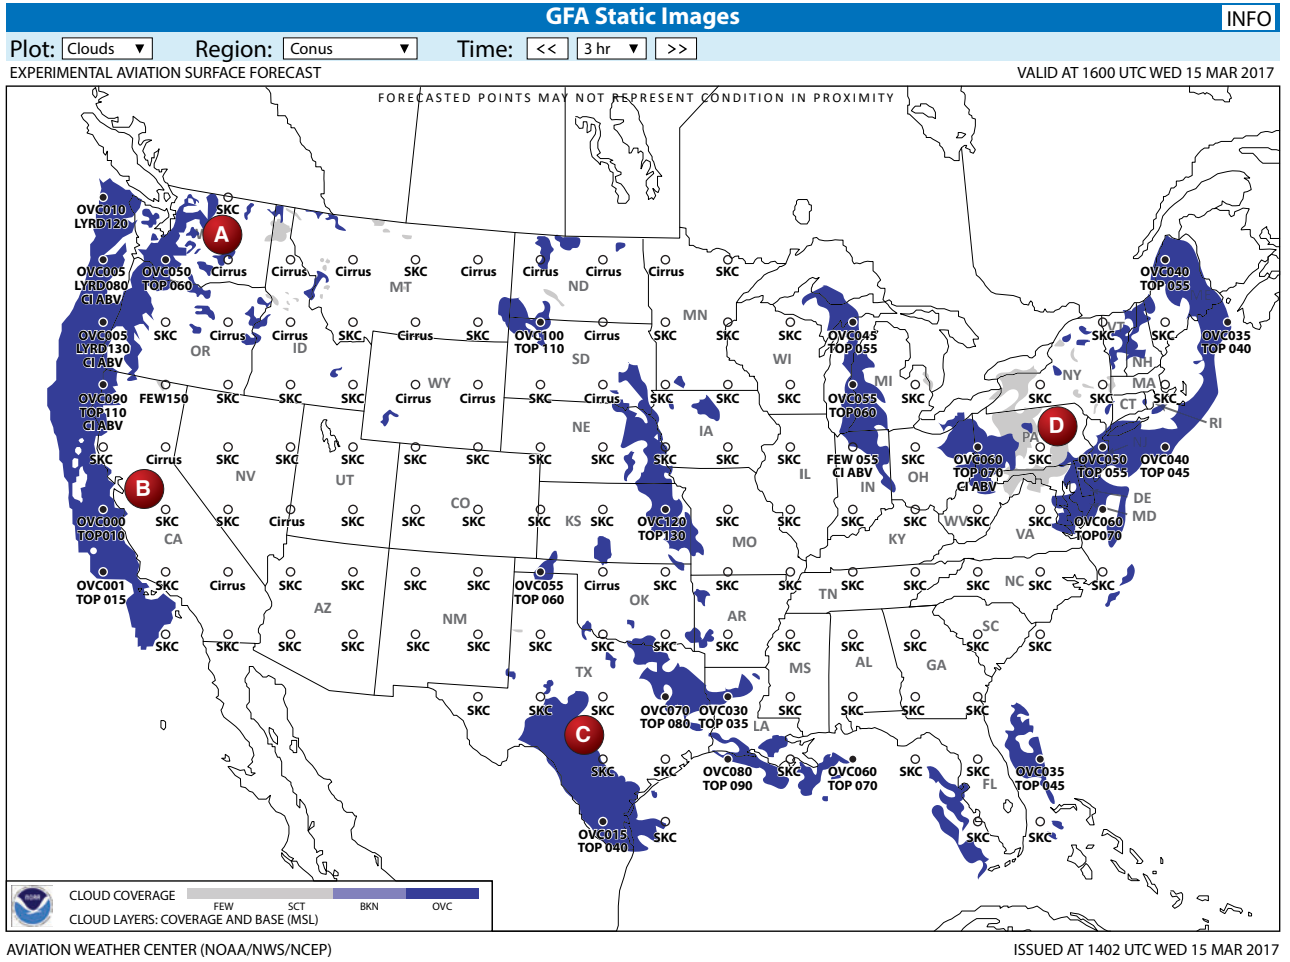 GFA Static Images
INFO
Plot: Clouds ▼ Region: Conus ▼ Time: << 3 hr ▼ >>
EXPERIMENTAL AVIATION SURFACE FORECAST VALID AT 1600 UTC WED 15 MAR 2017
FORECASTED POINTS MAY NOT REPRESENT CONDITION IN PROXIMITY
OVC010 SKC
LYRD120
A
OVC005 OVC050 Cirrus Cirrus Cirrus SKC Cirrus Cirrus Cirrus Cirrus SKC OVC040
LYRD080 TOP 060 TOP 055
CI ABV MT ND
MN
OVC005 SKC Cirrus Cirrus SKC Cirrus SKC OVC100 Cirrus SKC SKC SKC OVC045 SKC VT SKC OVC035
LYRD130 TOP 110 TOP 055 TOP 040
CI ABV OR ID SD WI NH
WY MI NY MA
OVC090 FEW150 SKC SKC SKC Cirrus Cirrus SKC Cirrus SKC SKC SKC OVC055 SKC SKC SKC SKC
TOP110 TOP060 CT
CI ABV NE IA RI
D
PA
SKC Cirrus SKC SKC SKC SKC SKC SKC SKC SKC SKC FEW 055 SKC OVC060 SKC OVC050 OVC040
CI ABV TOP 070 TOP 055 TOP 045
CI ABV
NV UT IL IN OH
B
CO DE
OVC000 SKC SKC Cirrus SKC SKC SKC SKC KS SKC OVC120 SKC SKC SKC SKC WV SKC SKC OVC060 MD
TOP010 TOP130 TOP070
CA MO KY VA
OVC001 SKC Cirrus SKC SKC SKC SKC OVC055 Cirrus SKC SKC SKC SKC SKC SKC NC SKC SKC
TOP 015 TOP 060
AZ NM OK AR TN
SC
SKC SKC SKC SKC SKC SKC SKC SKC SKC SKC SKC SKC SKC SKC SKC
TX MS AL GA
SKC SKC SKC OVC070 OVC030 SKC SKC SKC SKC
TOP 080 TOP 035
LA
C
SKC SKC OVC080 SKC OVC060 SKC SKC OVC035
TOP 090 TOP 070 TOP 045
FL
OVC015 SKC SKC SKC
TOP 040
NOAA
CLOUD COVERAGE
FEW SCT BKN OVC
CLOUD LAYERS: COVERAGE AND BASE (MSL)
AVIATION WEATHER CENTER (NOAA/NWS/NCEP) ISSUED AT 1402 UTC WED 15 MAR 2017